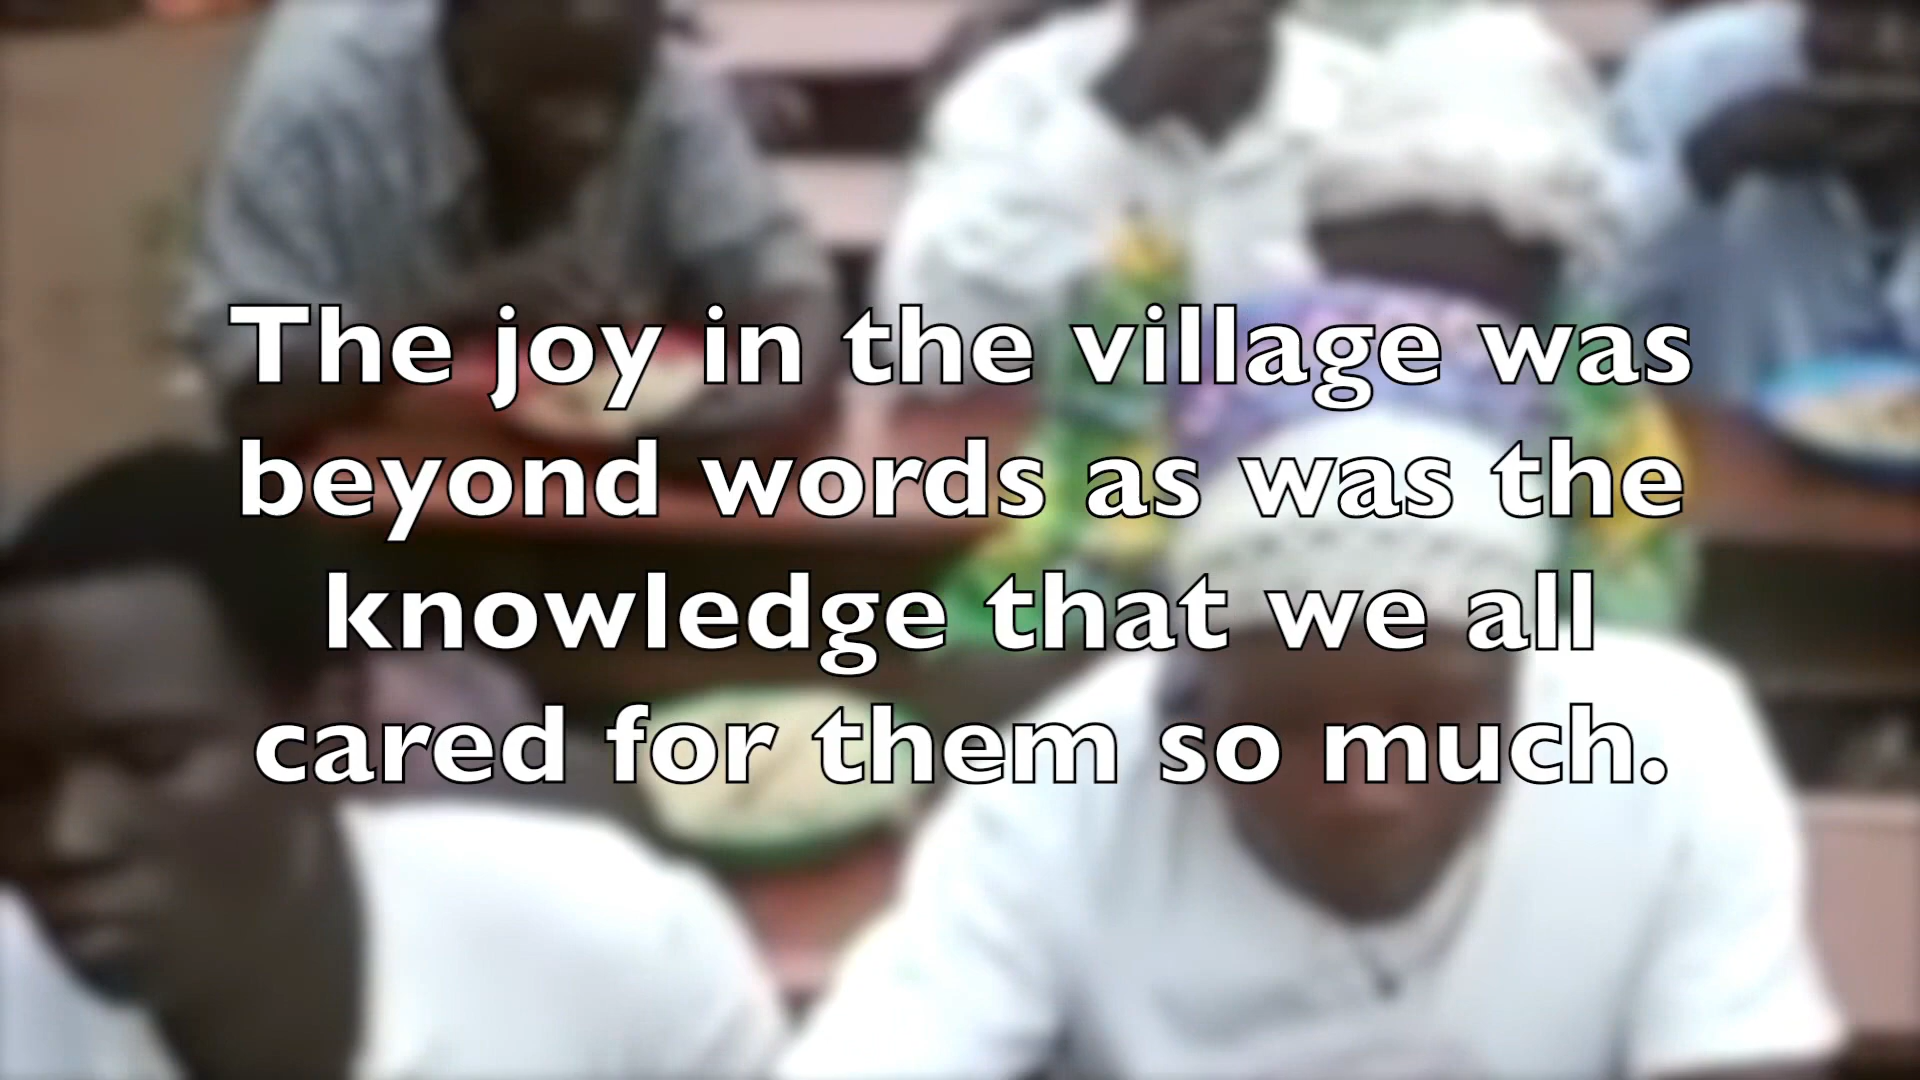 The joy in the village was
beyond words as was the
knowledge that we all
cared for them so much.